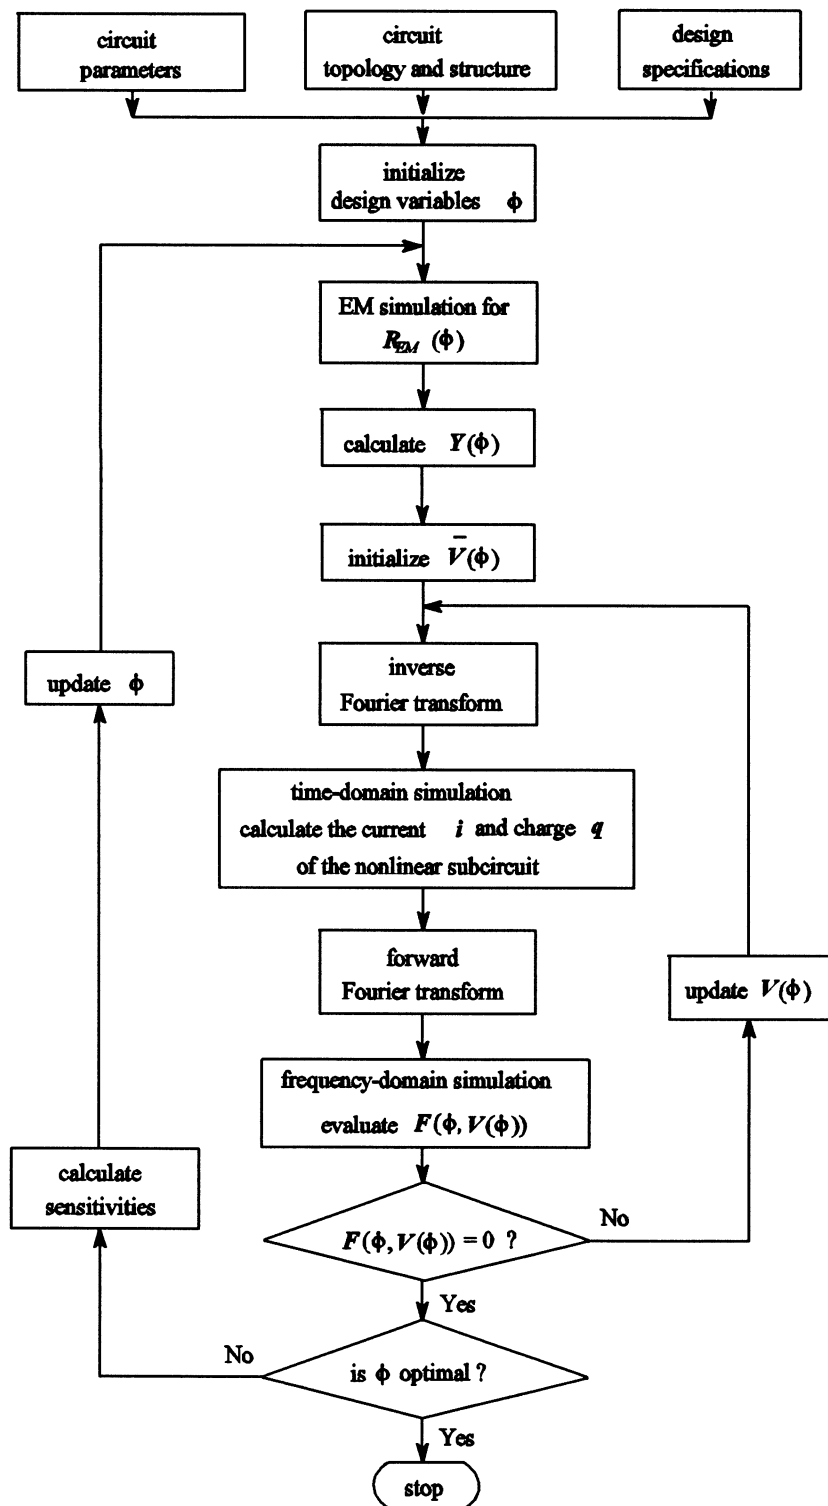 circuit
parameters
circuit
topology and structure
design
specifications
initialize
design variables ϕ
EM simulation for
R_EM (ϕ)
calculate Y(ϕ)
initialize V̄(ϕ)
inverse
Fourier transform
update ϕ
time-domain simulation
calculate the current i and charge q
of the nonlinear subcircuit
forward
Fourier transform
update V(ϕ)
frequency-domain simulation
evaluate F(ϕ, V(ϕ))
calculate
sensitivities
F(ϕ, V(ϕ)) = 0 ?
No
Yes
No
is ϕ optimal ?
Yes
stop